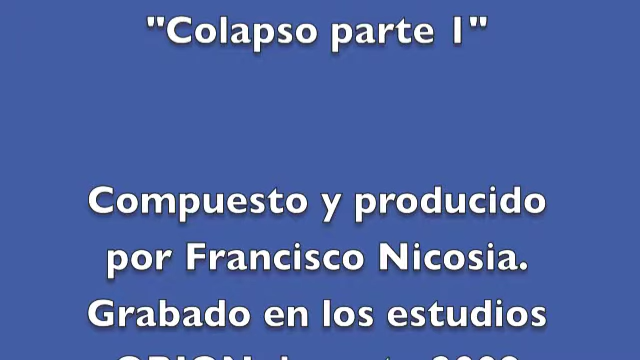 "Colapso parte 1"
Compuesto y producido
por Francisco Nicosia.
Grabado en los estudios